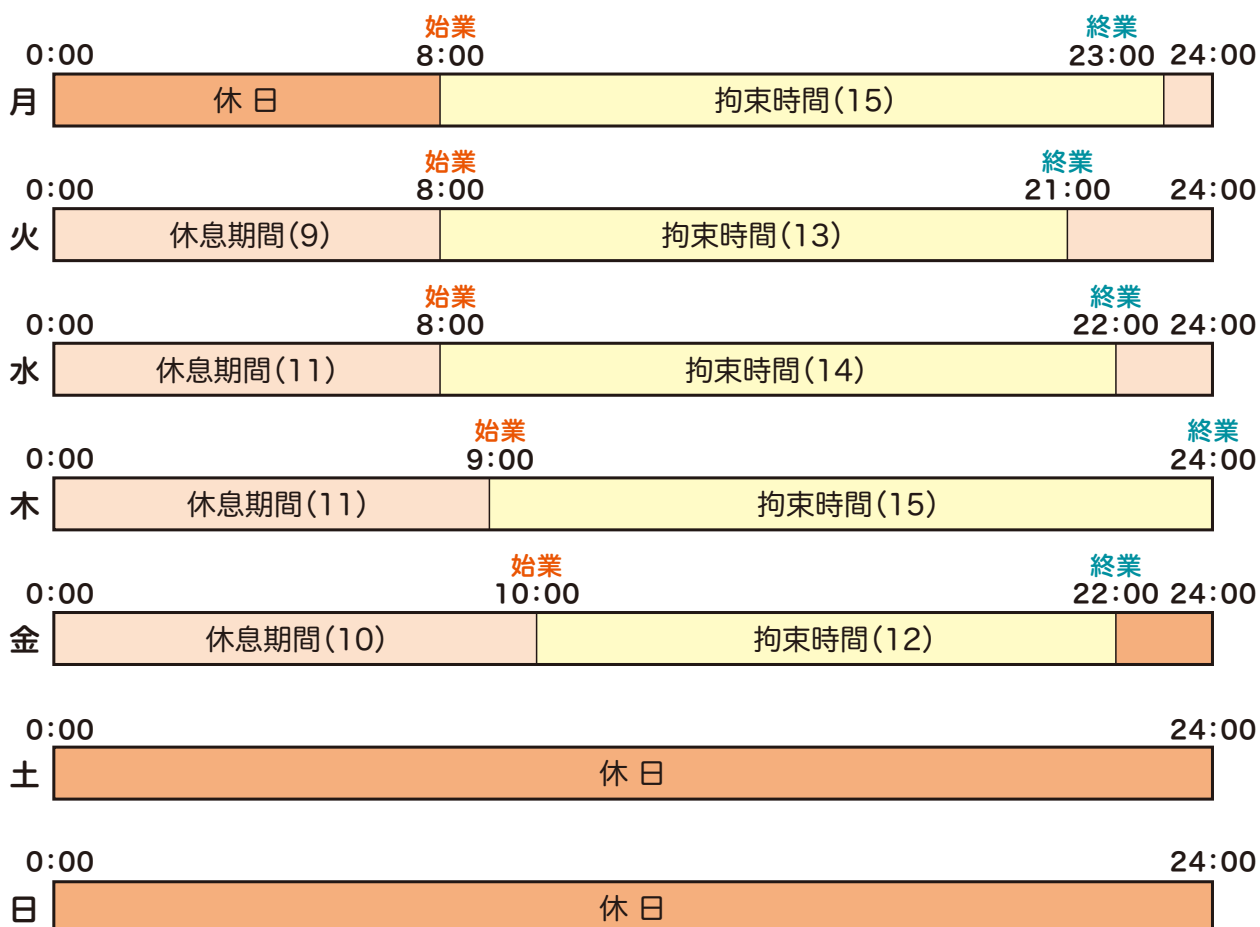 始業 終業
0:00 8:00 23:00 24:00
月 休 日 拘束時間(15)
始業 終業
0:00 8:00 21:00 24:00
火 休息期間(9) 拘束時間(13)
始業 終業
0:00 8:00 22:00 24:00
水 休息期間(11) 拘束時間(14)
始業 終業
0:00 9:00 24:00
木 休息期間(11) 拘束時間(15)
始業 終業
0:00 10:00 22:00 24:00
金 休息期間(10) 拘束時間(12)
0:00 24:00
土 休 日
0:00 24:00
日 休 日